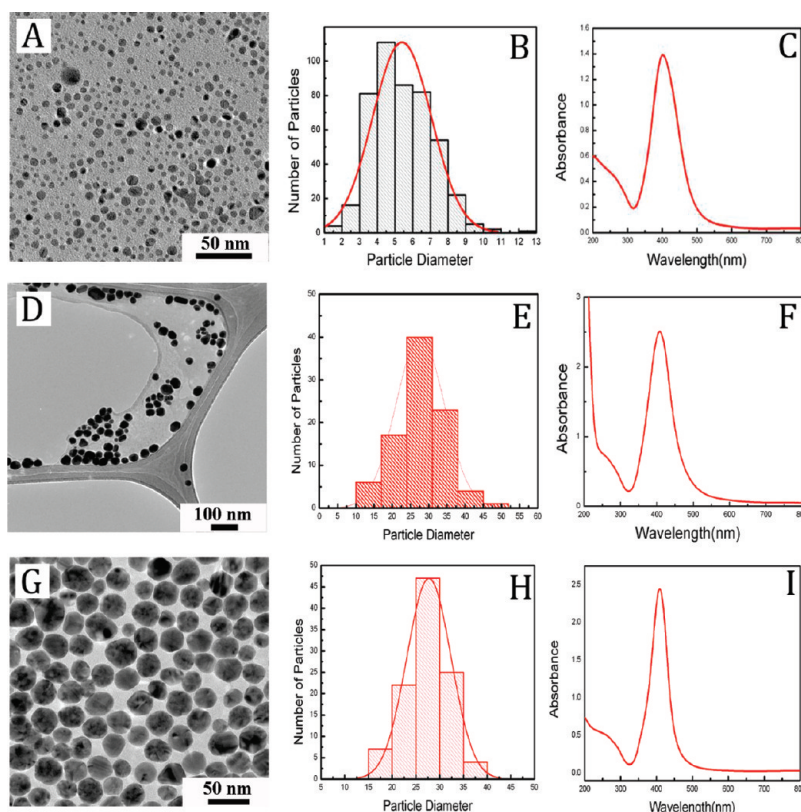 A
50 nm
B
Number of Particles
100
80
60
40
20
0
1 2 3 4 5 6 7 8 9 10 11 12 13
Particle Diameter
C
Absorbance
1.6
1.4
1.2
1.0
0.8
0.6
0.4
0.2
0.0
200 300 400 500 600 700 800
Wavelength(nm)
D
100 nm
E
Number of Particles
50
40
30
20
10
0
0 5 10 15 20 25 30 35 40 45 50 55 60
Particle Diameter
F
Absorbance
3
2
1
0
200 300 400 500 600 700 800
Wavelength(nm)
G
50 nm
H
Number of Particles
50
45
40
35
30
25
20
15
10
5
0
5 10 15 20 25 30 35 40 45 50
Particle Diameter
I
Absorbance
2.5
2.0
1.5
1.0
0.5
0.0
200 300 400 500 600 700 800
Wavelength(nm)